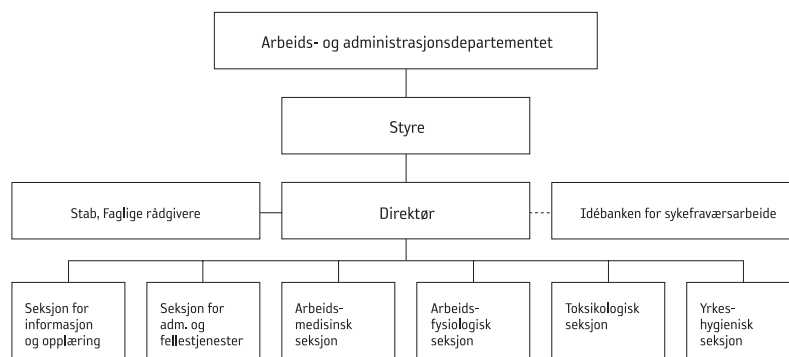 Arbeids- og administrasjonsdepartementet
Styre
Stab, Faglige rådgivere
Direktør
Idébanken for sykefraværsarbeide
Seksjon for
informasjon
og opplæring
Seksjon for
adm. og
fellestjenester
Arbeids-
medisinsk
seksjon
Arbeids-
fysiologisk
seksjon
Toksikologisk
seksjon
Yrkes-
hygienisk
seksjon